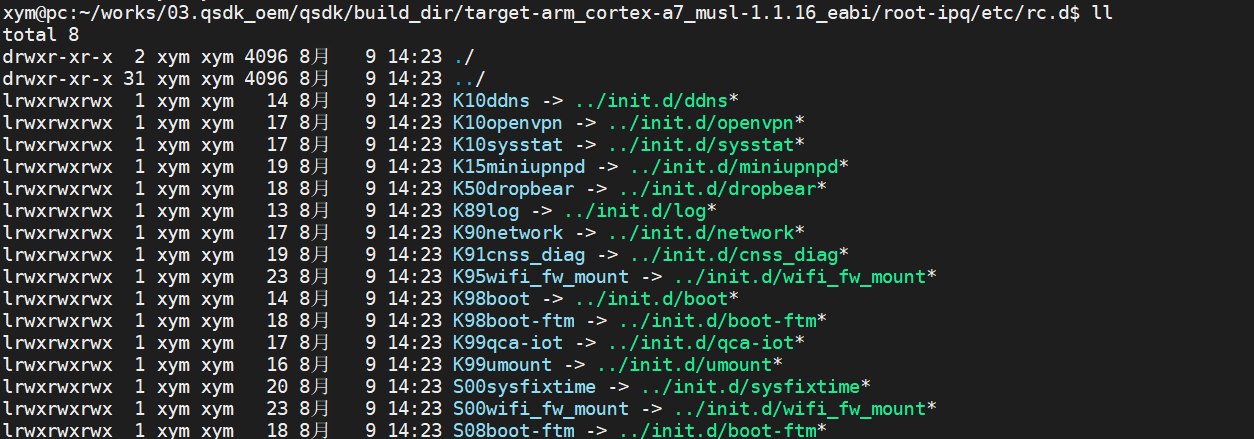 xym@pc:~/works/03.qsdk_oem/qsdk/build_dir/target-arm_cortex-a7_musl-1.1.16_eabi/root-ipq/etc/rc.d$ ll
total 8
drwxr-xr-x  2 xym xym 4096 8月   9 14:23 ./
drwxr-xr-x 31 xym xym 4096 8月   9 14:23 ../
lrwxrwxrwx  1 xym xym   14 8月   9 14:23 K10ddns -> ../init.d/ddns*
lrwxrwxrwx  1 xym xym   17 8月   9 14:23 K10openvpn -> ../init.d/openvpn*
lrwxrwxrwx  1 xym xym   17 8月   9 14:23 K10sysstat -> ../init.d/sysstat*
lrwxrwxrwx  1 xym xym   19 8月   9 14:23 K15miniupnpd -> ../init.d/miniupnpd*
lrwxrwxrwx  1 xym xym   18 8月   9 14:23 K50dropbear -> ../init.d/dropbear*
lrwxrwxrwx  1 xym xym   13 8月   9 14:23 K89log -> ../init.d/log*
lrwxrwxrwx  1 xym xym   17 8月   9 14:23 K90network -> ../init.d/network*
lrwxrwxrwx  1 xym xym   19 8月   9 14:23 K91cnss_diag -> ../init.d/cnss_diag*
lrwxrwxrwx  1 xym xym   23 8月   9 14:23 K95wifi_fw_mount -> ../init.d/wifi_fw_mount*
lrwxrwxrwx  1 xym xym   14 8月   9 14:23 K98boot -> ../init.d/boot*
lrwxrwxrwx  1 xym xym   18 8月   9 14:23 K98boot-ftm -> ../init.d/boot-ftm*
lrwxrwxrwx  1 xym xym   17 8月   9 14:23 K99qca-iot -> ../init.d/qca-iot*
lrwxrwxrwx  1 xym xym   16 8月   9 14:23 K99umount -> ../init.d/umount*
lrwxrwxrwx  1 xym xym   20 8月   9 14:23 S00sysfixtime -> ../init.d/sysfixtime*
lrwxrwxrwx  1 xym xym   23 8月   9 14:23 S00wifi_fw_mount -> ../init.d/wifi_fw_mount*
lrwxrwxrwx  1 xym xym   18 8月   9 14:23 S08boot-ftm -> ../init.d/boot-ftm*